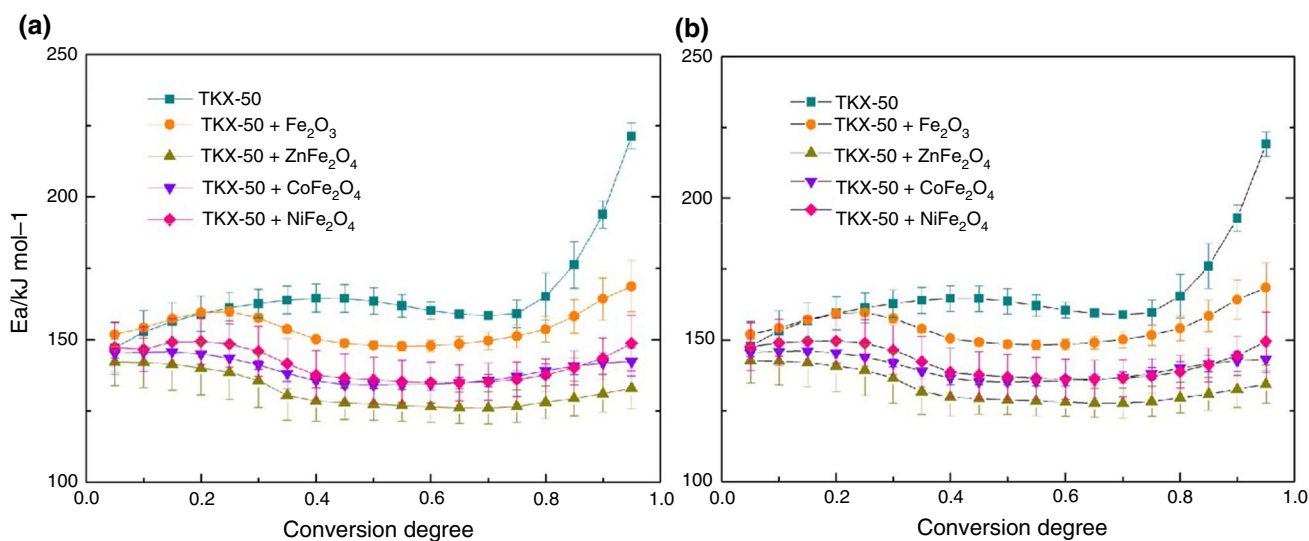 (a)
250
200
150
100
Ea/kJ mol–1
TKX-50
TKX-50 + Fe₂O₃
TKX-50 + ZnFe₂O₄
TKX-50 + CoFe₂O₄
TKX-50 + NiFe₂O₄
0.0 0.2 0.4 0.6 0.8 1.0
Conversion degree
(b)
250
200
150
100
TKX-50
TKX-50 + Fe₂O₃
TKX-50 + ZnFe₂O₄
TKX-50 + CoFe₂O₄
TKX-50 + NiFe₂O₄
0.0 0.2 0.4 0.6 0.8 1.0
Conversion degree